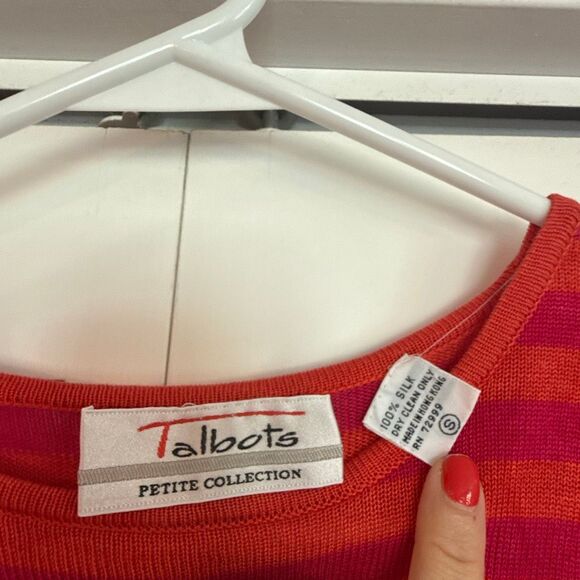 Talbots
PETITE COLLECTION
100% SILK
DRY CLEAN ONLY
MADE IN HONG KONG
RN 72999
S